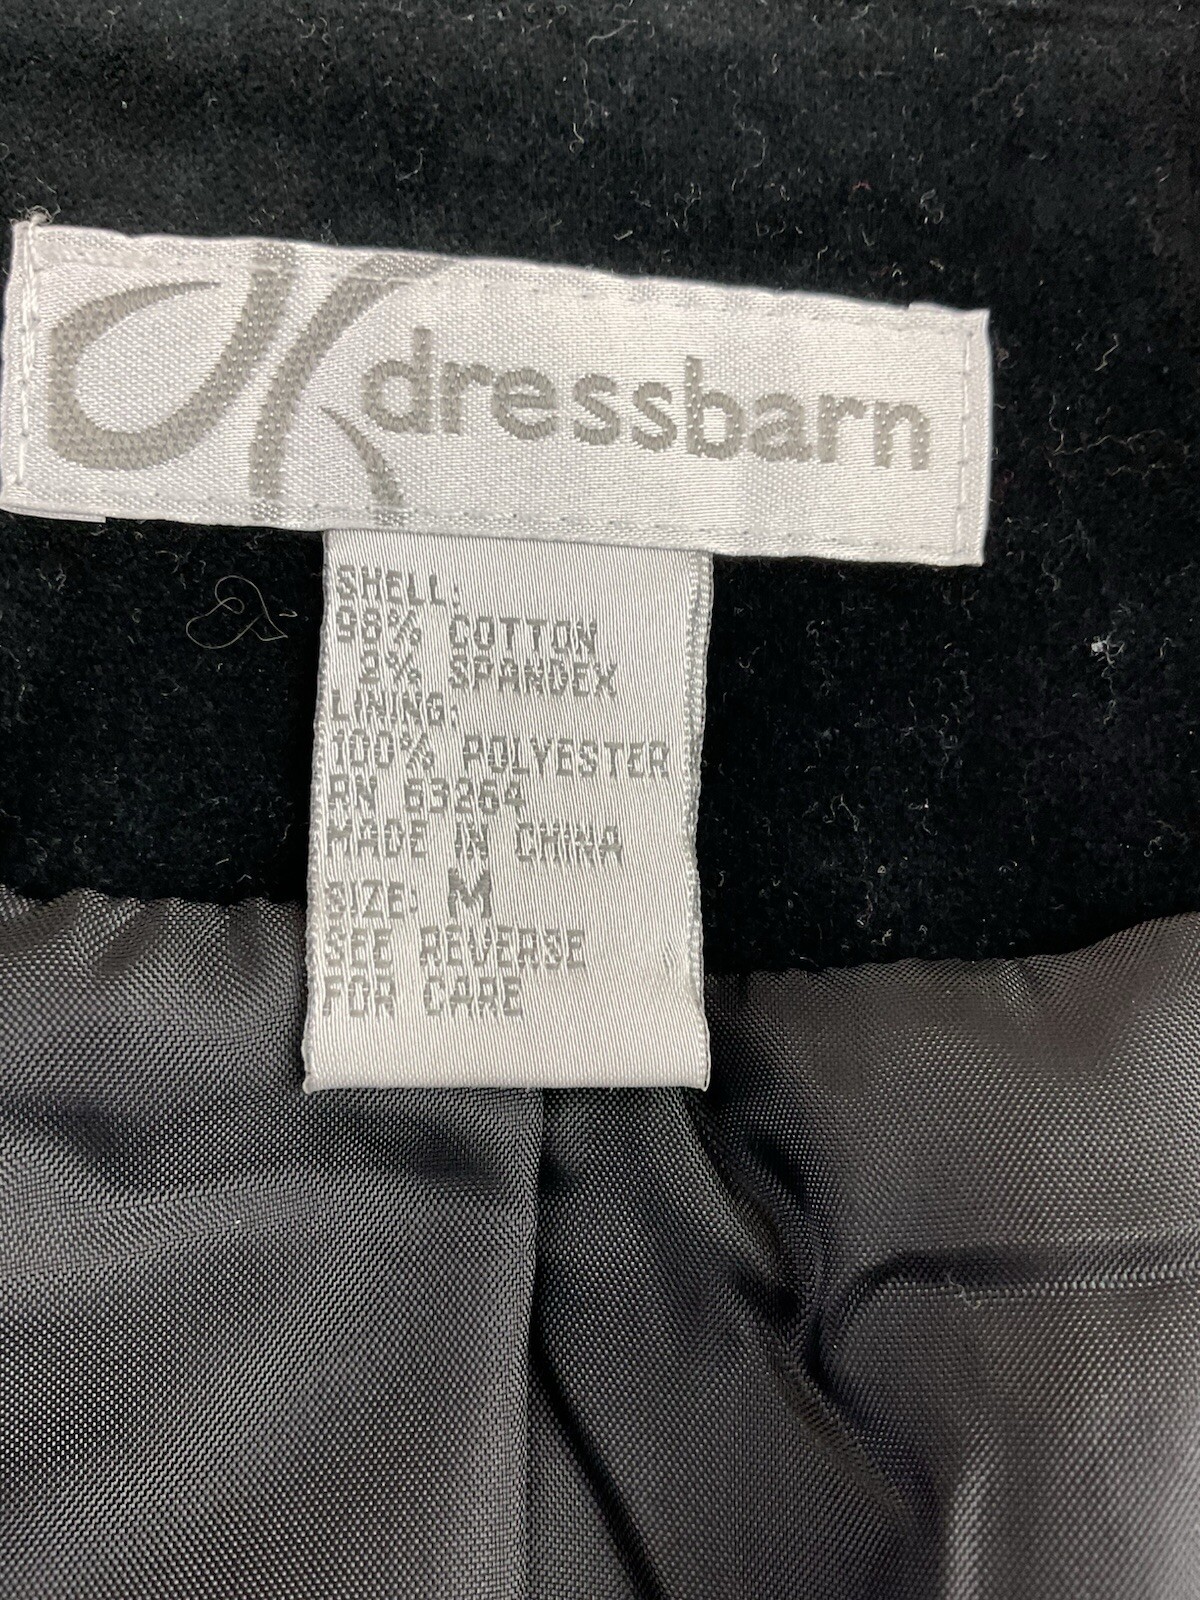 dressbarn
SHELL:
98% COTTON
2% SPANDEX
LINING:
100% POLYESTER
RN 63264
MADE IN CHINA
SIZE: M
SEE REVERSE
FOR CARE